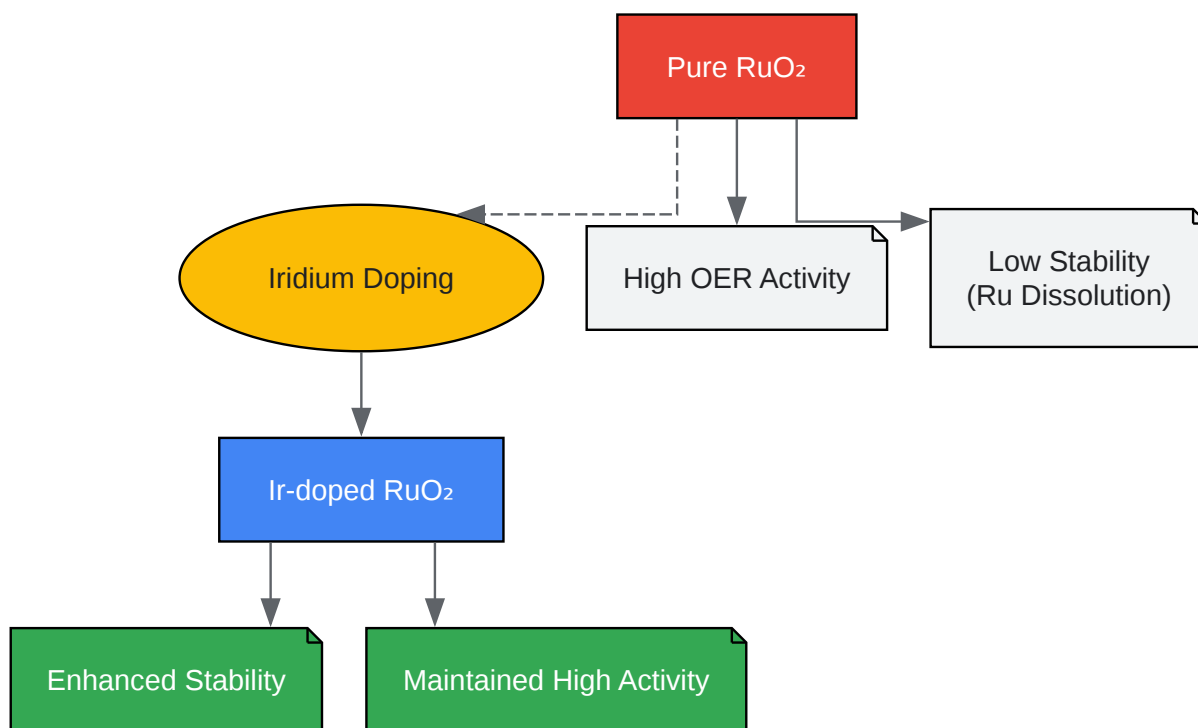 Pure RuO₂
Iridium Doping
High OER Activity
Low Stability
(Ru Dissolution)
Ir-doped RuO₂
Enhanced Stability
Maintained High Activity